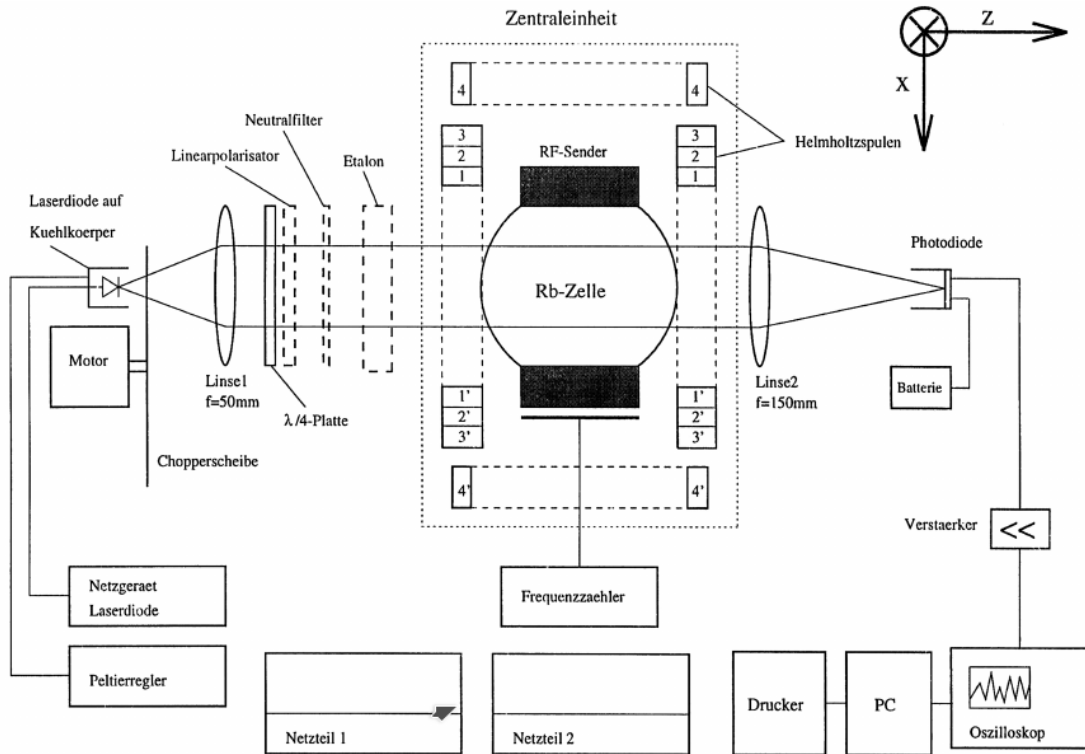 Zentraleinheit
Z
X
4
4
Neutralfilter
Linearpolarisator
Etalon
3
2
1
RF-Sender
3
2
1
Helmholtzspulen
Laserdiode auf
Kuehlkoerper
Photodiode
Rb-Zelle
Motor
Linse1
f=50mm
λ/4-Platte
1'
2'
3'
1'
2'
3'
Linse2
f=150mm
Batterie
Chopperscheibe
4'
4'
Verstaerker
<<
Netzgeraet
Laserdiode
Frequenzzaehler
Peltierregler
Netzteil 1
Netzteil 2
Drucker
PC
Oszilloskop